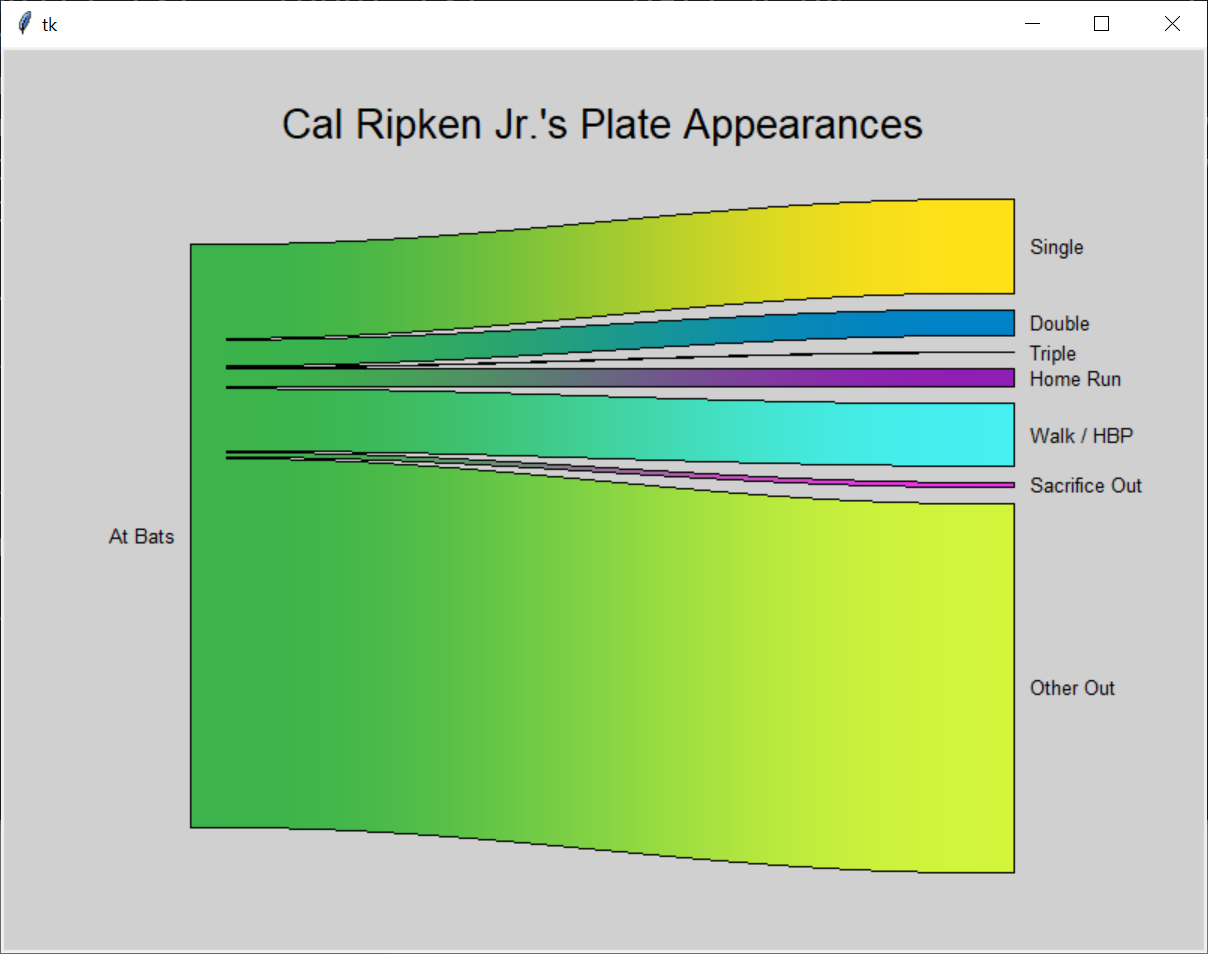 tk
Cal Ripken Jr.'s Plate Appearances
Single
Double
Triple
Home Run
Walk / HBP
Sacrifice Out
At Bats
Other Out